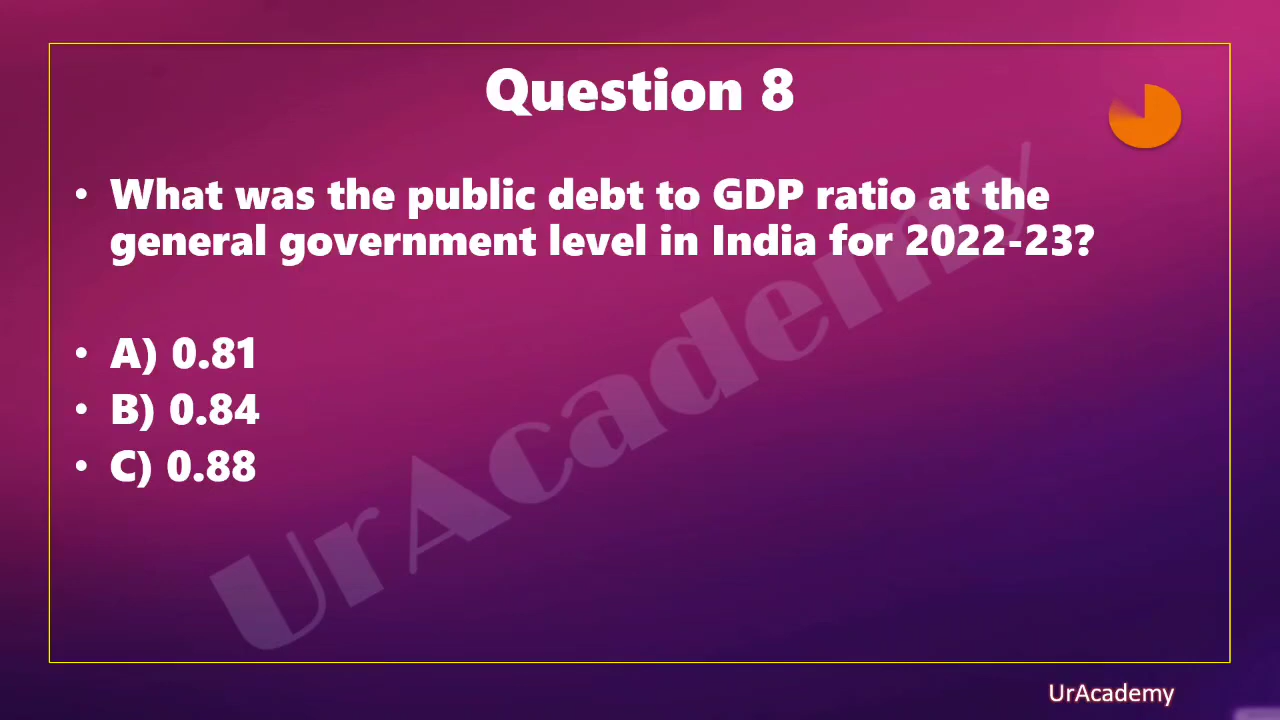 Question 8
• What was the public debt to GDP ratio at the
general government level in India for 2022-23?
• A) 0.81
• B) 0.84
• C) 0.88
UrAcademy
UrAcademy